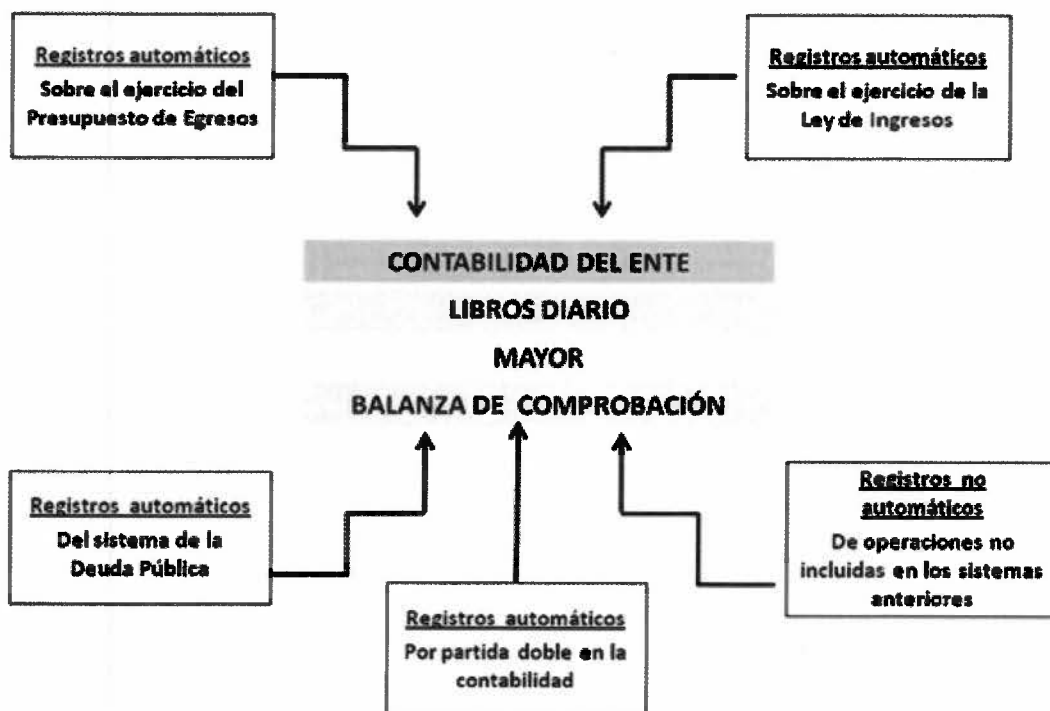 Registros automáticos
Sobre el ejercicio del
Presupuesto de Egresos
Registros automáticos
Sobre el ejercicio de la
Ley de Ingresos
CONTABILIDAD DEL ENTE
LIBROS DIARIO
MAYOR
BALANZA DE COMPROBACIÓN
Registros automáticos
Del sistema de la
Deuda Pública
Registros automáticos
Por partida doble en la
contabilidad
Registros no
automáticos
De operaciones no
incluidas en los sistemas
anteriores